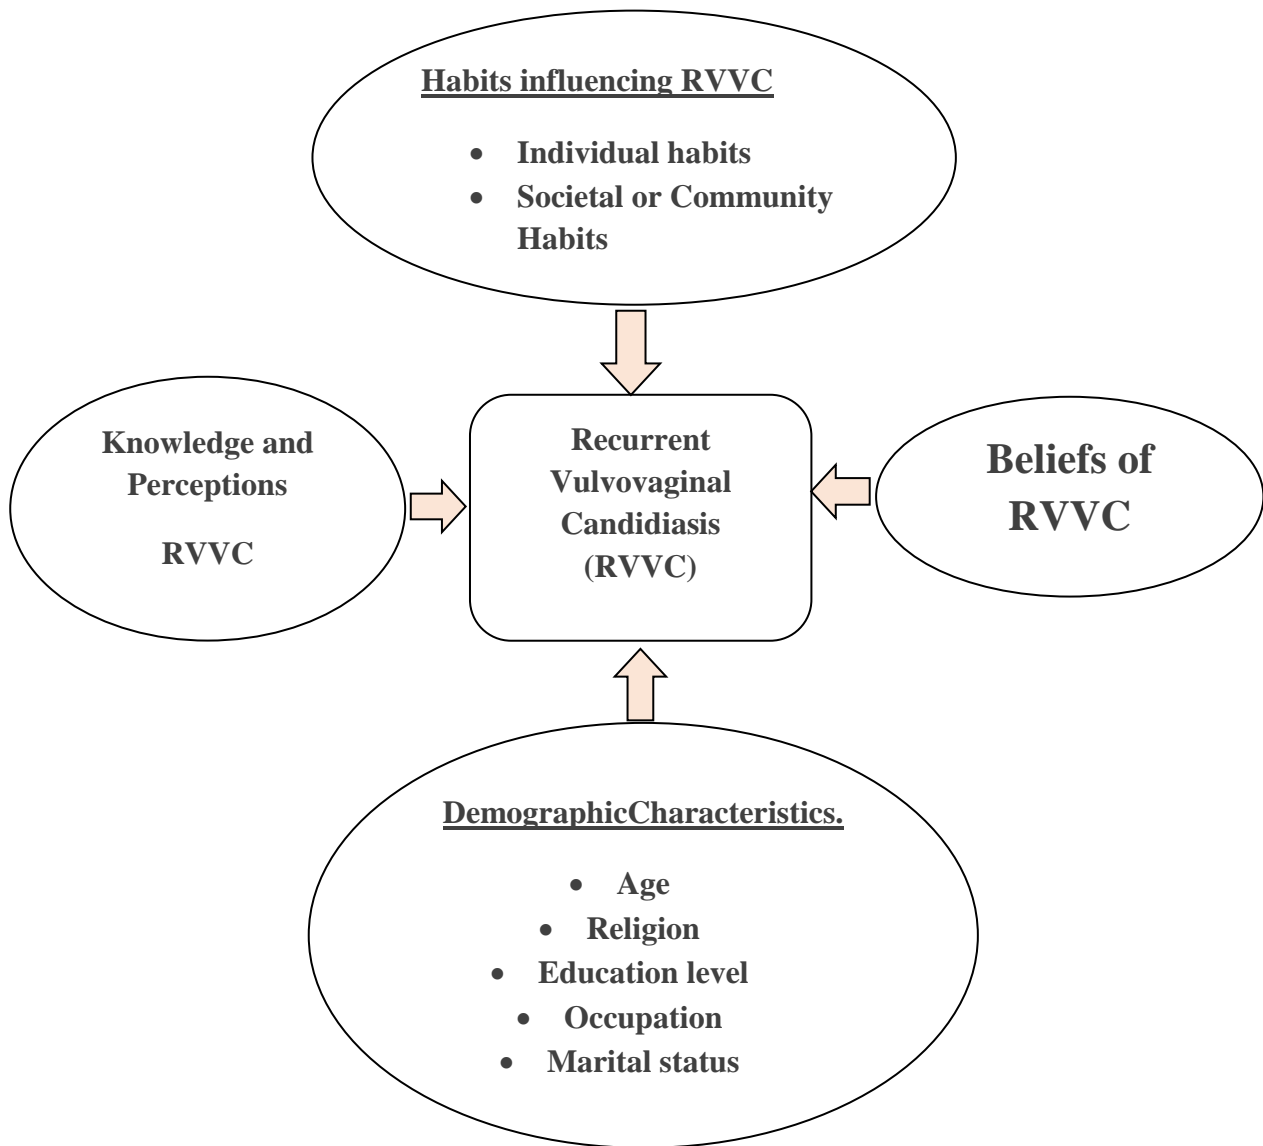 Habits influencing RVVC
• Individual habits
• Societal or Community
Habits
Knowledge and
Perceptions
RVVC
Recurrent
Vulvovaginal
Candidiasis
(RVVC)
Beliefs of
RVVC
DemographicCharacteristics.
• Age
• Religion
• Education level
• Occupation
• Marital status